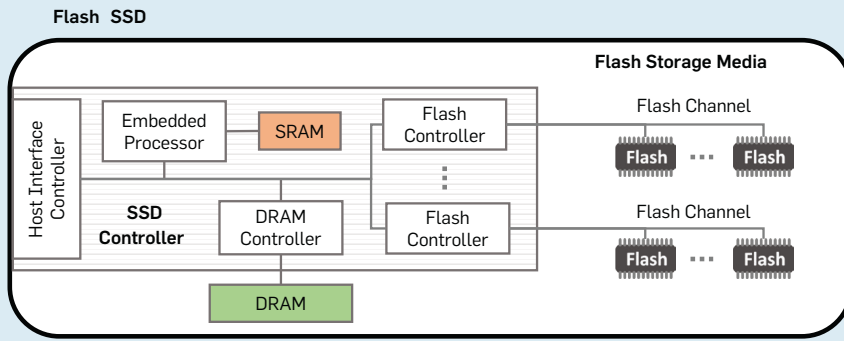 Flash SSD
Flash Storage Media
Host Interface
Controller
Embedded
Processor
SRAM
Flash
Controller
Flash Channel
Flash
Flash
SSD
Controller
DRAM
Controller
Flash
Controller
Flash Channel
Flash
Flash
DRAM